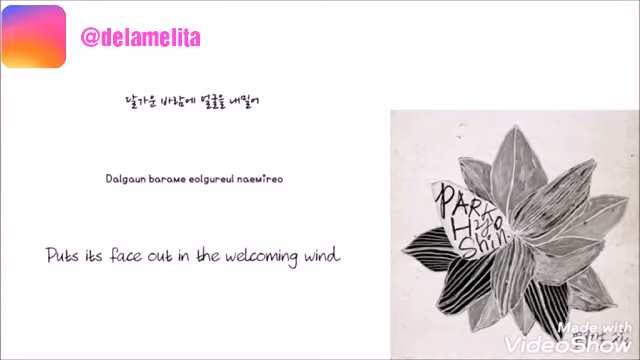 @delamelita
달가운 바람에 얼굴을 내밀어
Dalgaun barame eolgureul naemireo
Puts its face out in the welcoming wind
PARK
Hyo
Shin.
Made with
VideoShow